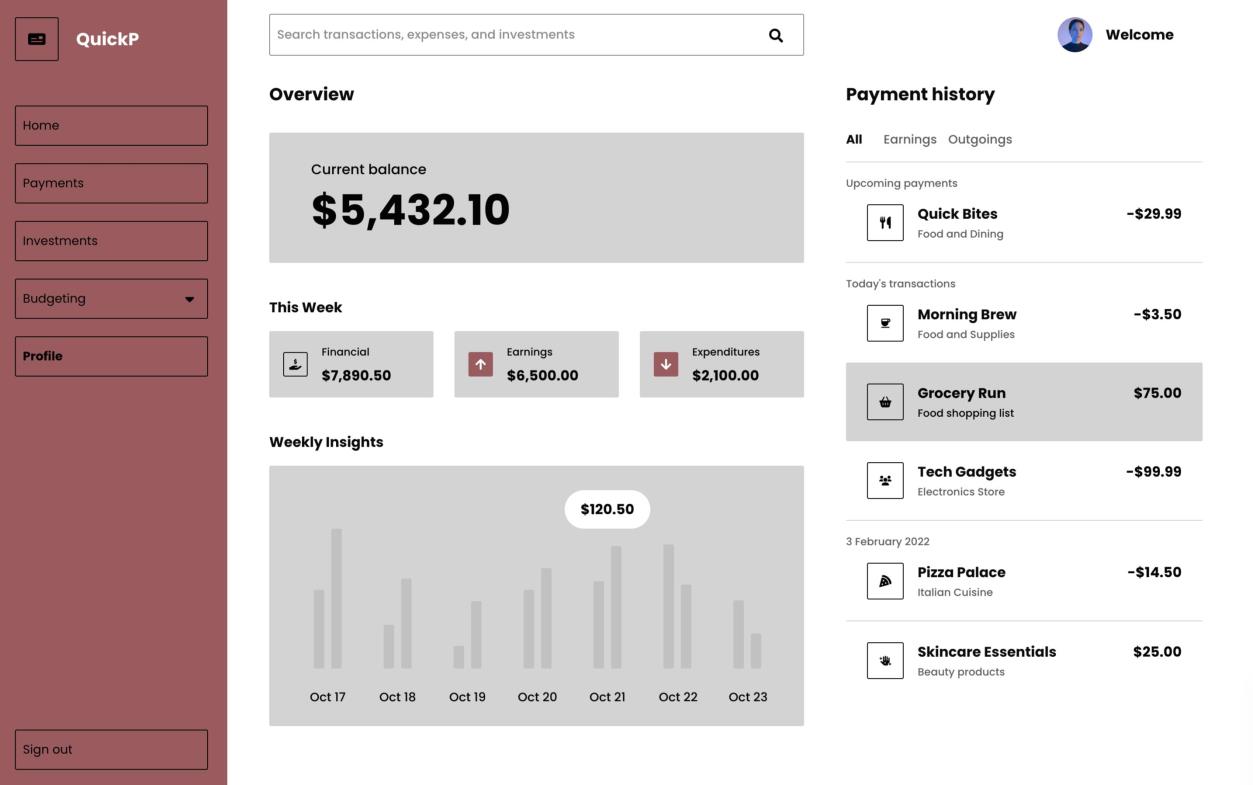 QuickP
Home
Payments
Investments
Budgeting
Profile
Sign out
Search transactions, expenses, and investments
Welcome
Overview
Current balance
$5,432.10
This Week
Financial
$7,890.50
Earnings
$6,500.00
Expenditures
$2,100.00
Weekly Insights
$120.50
Oct 17 Oct 18 Oct 19 Oct 20 Oct 21 Oct 22 Oct 23
Payment history
All Earnings Outgoings
Upcoming payments
Quick Bites -$29.99
Food and Dining
Today's transactions
Morning Brew -$3.50
Food and Supplies
Grocery Run $75.00
Food shopping list
Tech Gadgets -$99.99
Electronics Store
3 February 2022
Pizza Palace -$14.50
Italian Cuisine
Skincare Essentials $25.00
Beauty products